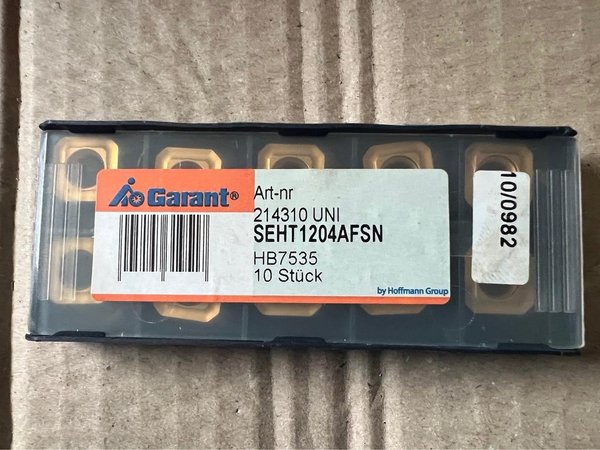 Garant®
Art-nr
214310 UNI
SEHT1204AFSN
HB7535
10 Stück
by Hoffmann Group
10/0982